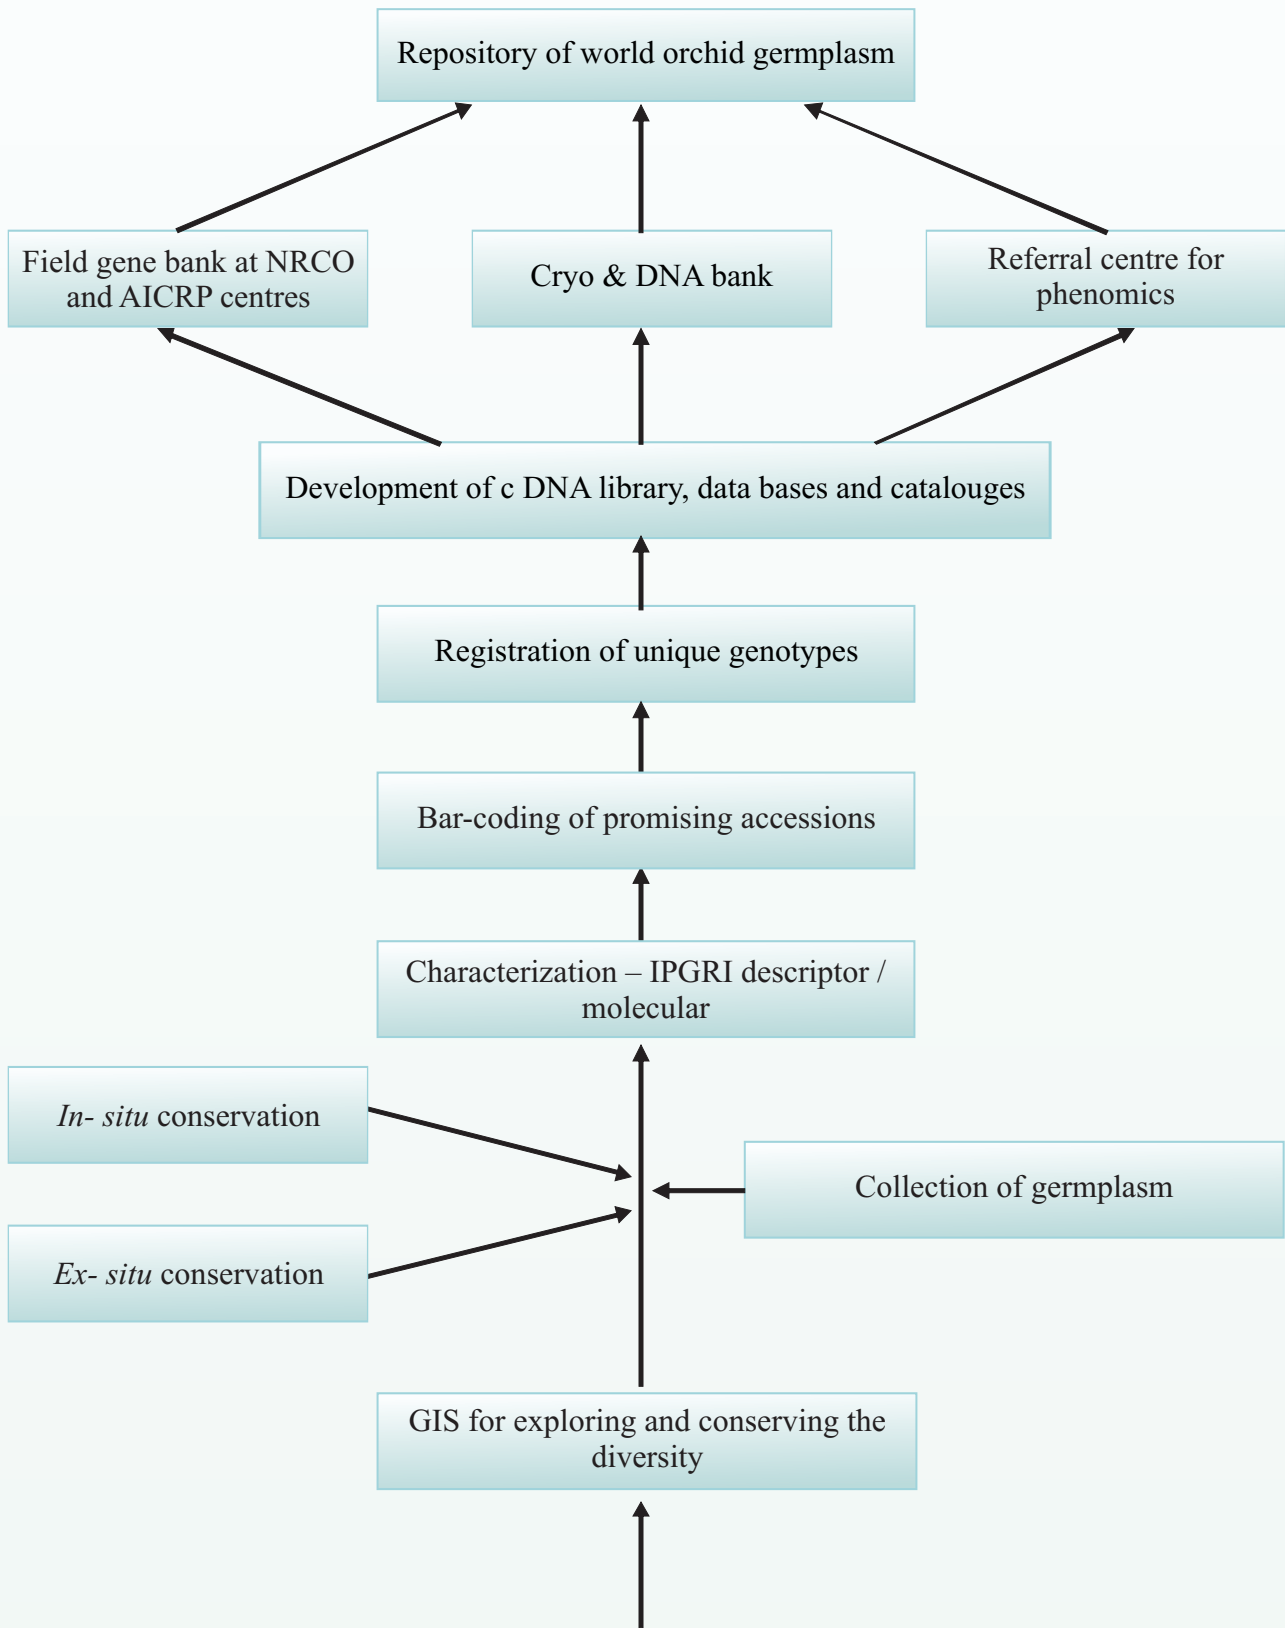 Repository of world orchid germplasm
Field gene bank at NRCO
and AICRP centres
Cryo & DNA bank
Referral centre for
phenomics
Development of c DNA library, data bases and catalouges
Registration of unique genotypes
Bar-coding of promising accessions
Characterization – IPGRI descriptor /
molecular
In- situ conservation
Collection of germplasm
Ex- situ conservation
GIS for exploring and conserving the
diversity